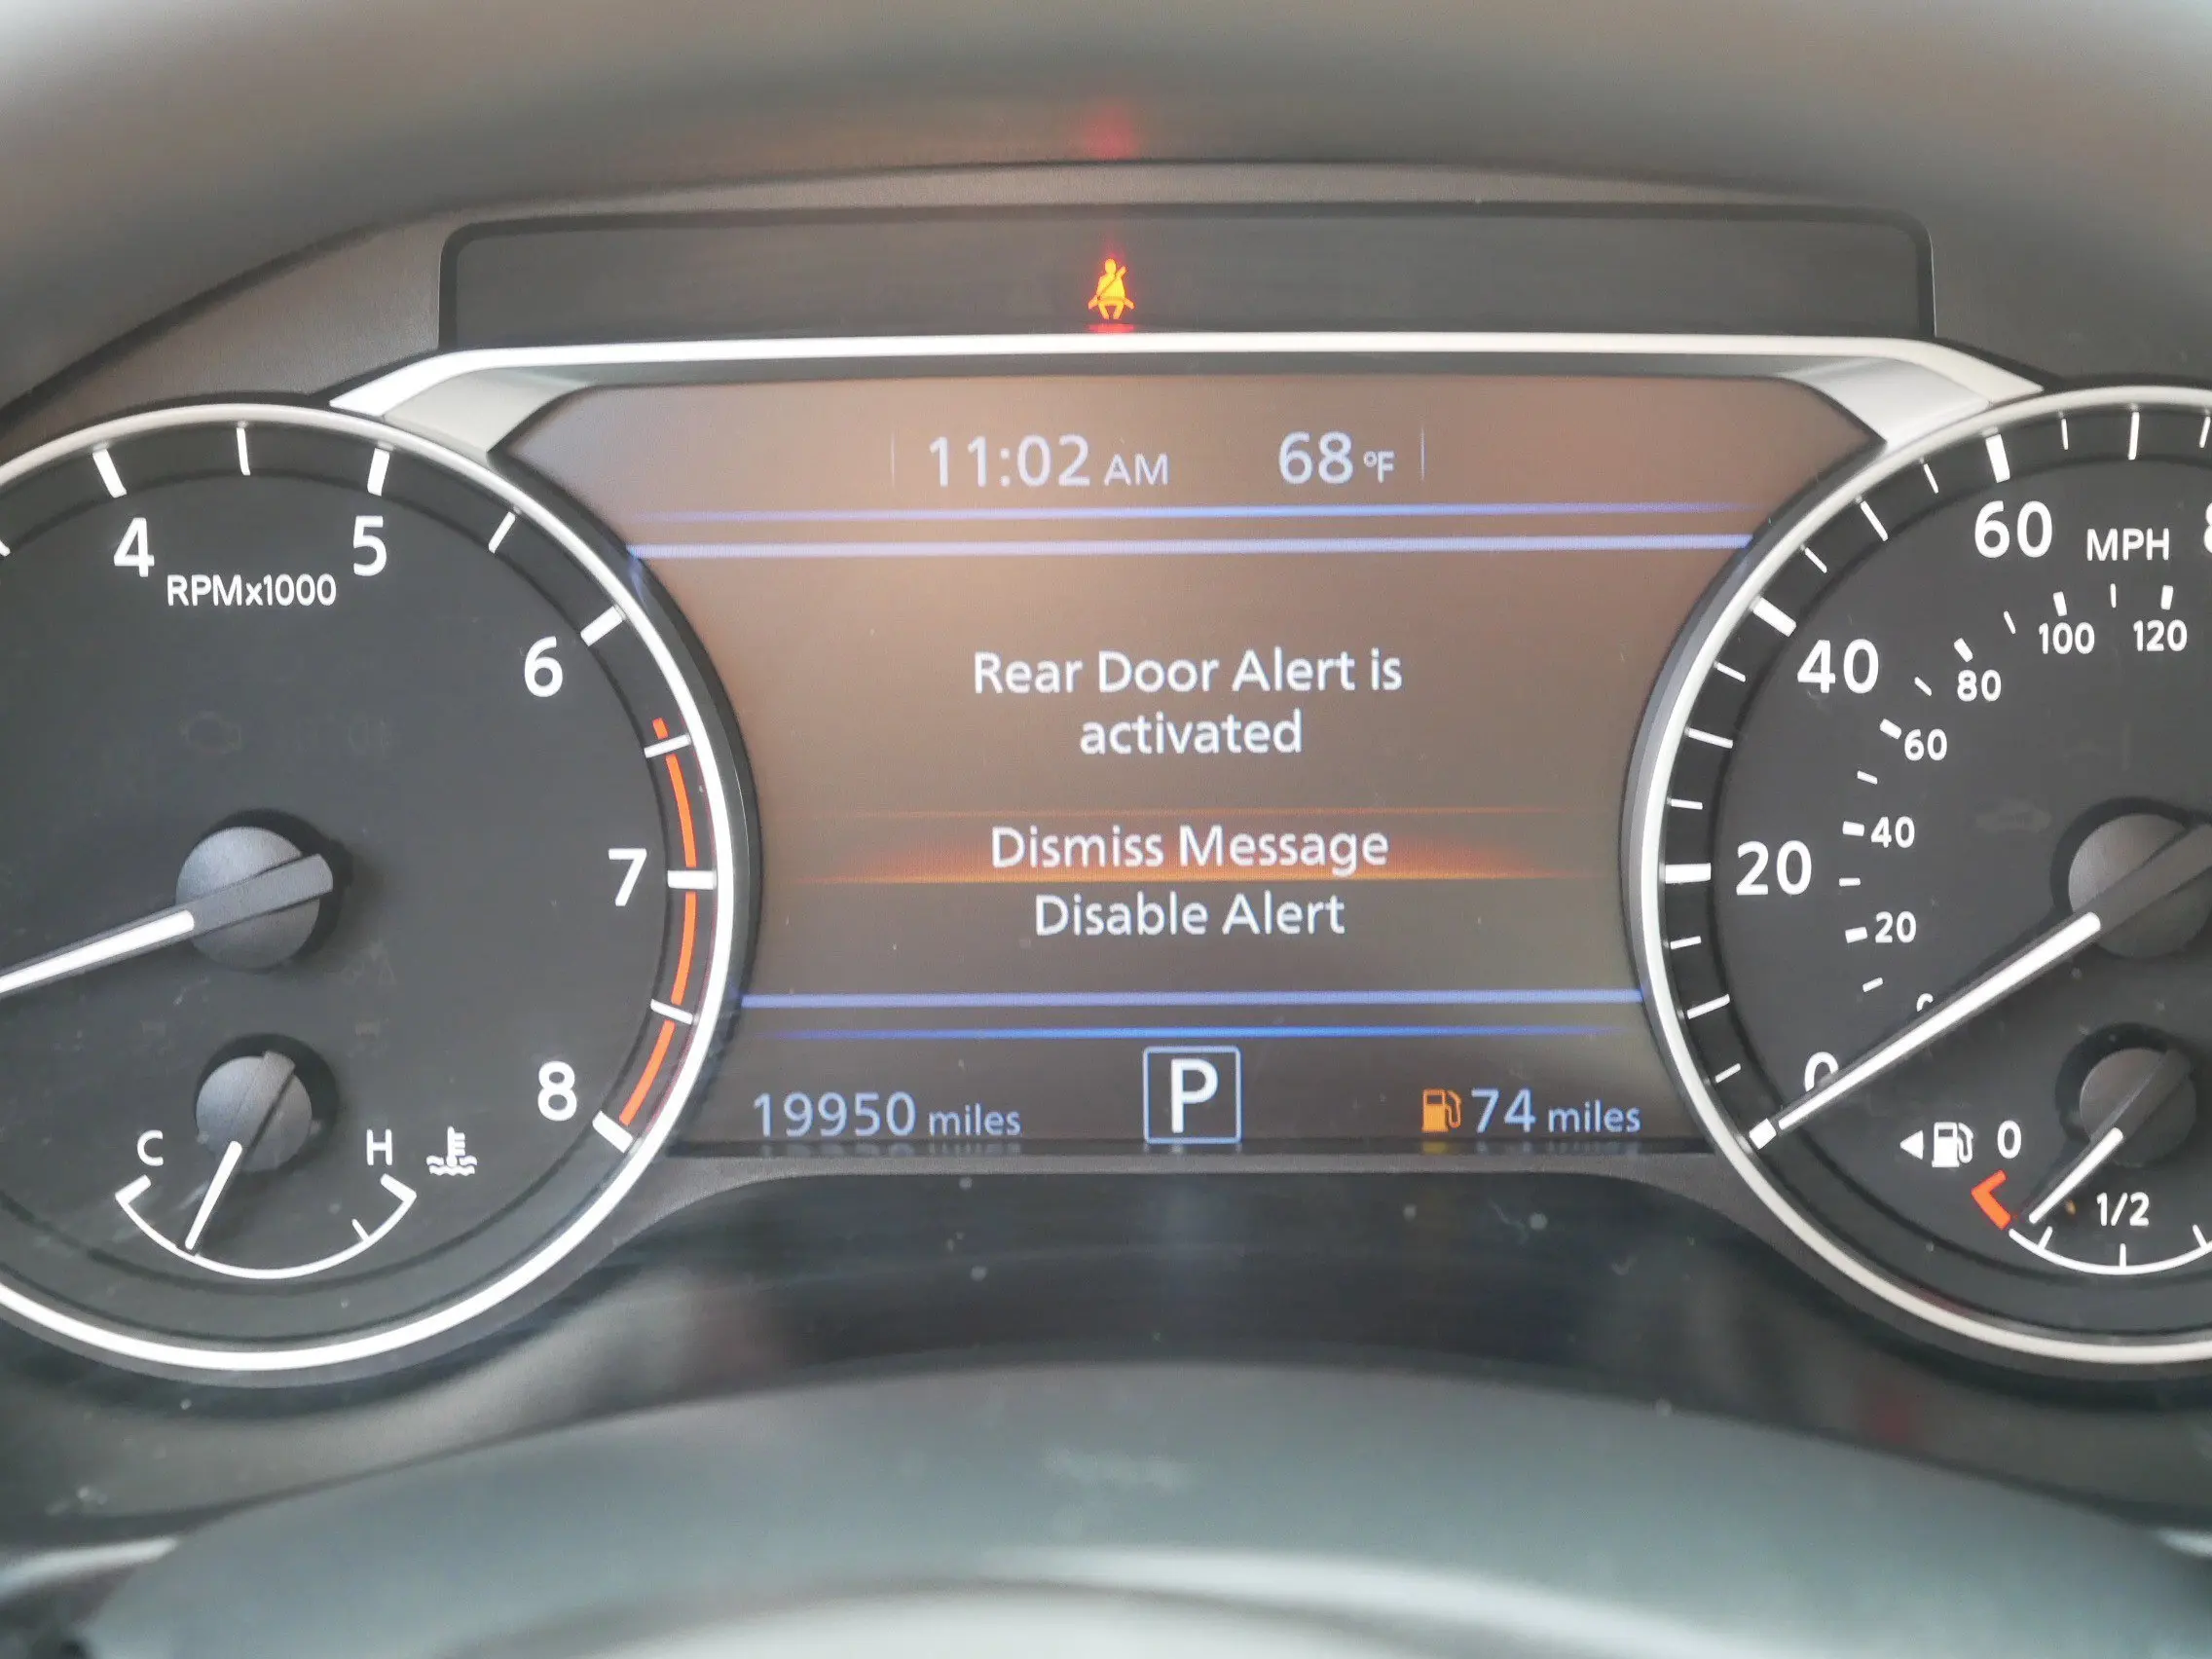 11:02 AM 68 °F
Rear Door Alert is
activated
Dismiss Message
Disable Alert
19950 miles P 74 miles
4 5 6 7 8
RPMx1000
C H
0 20 40 60
MPH
20 40 60 80 100 120
0 1/2